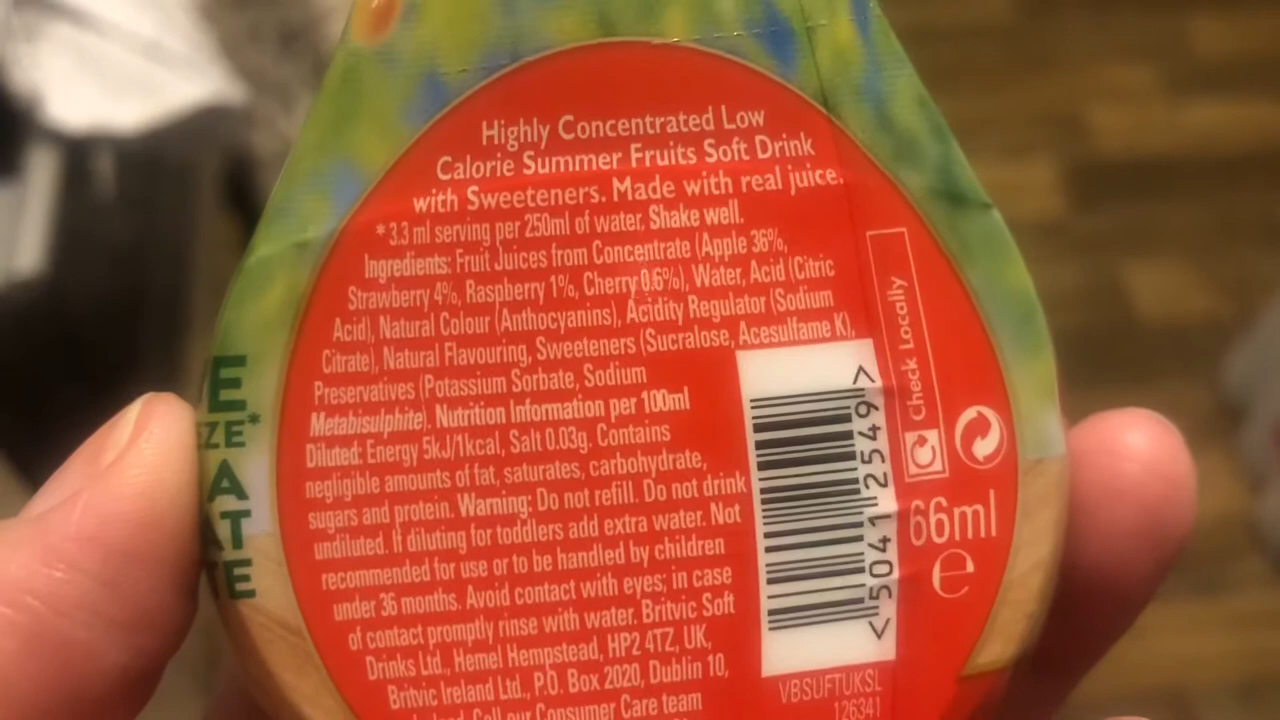 Highly Concentrated Low
Calorie Summer Fruits Soft Drink
with Sweeteners. Made with real juice.
* 3.3 ml serving per 250ml of water, Shake well.
Ingredients: Fruit Juices from Concentrate (Apple 36%,
Strawberry 4%, Raspberry 1%, Cherry 0.6%), Water, Acid (Citric
Acid), Natural Colour (Anthocyanins), Acidity Regulator (Sodium
Citrate), Natural Flavouring, Sweeteners (Sucralose, Acesulfame K),
Preservatives (Potassium Sorbate, Sodium
Metabisulphite). Nutrition Information per 100ml
Diluted: Energy 5kJ/1kcal, Salt 0.03g. Contains
negligible amounts of fat, saturates, carbohydrate,
sugars and protein. Warning: Do not refill. Do not drink
undiluted. If diluting for toddlers add extra water. Not
recommended for use or to be handled by children
under 36 months. Avoid contact with eyes; in case
of contact promptly rinse with water. Britvic Soft
Drinks Ltd., Hemel Hempstead, HP2 4TZ, UK,
Britvic Ireland Ltd., P.O. Box 2020, Dublin 10,
Call our Consumer Care team
Check Locally
<50412549>
66ml
e
VBSUFTUKSL
126341
E
ZE*
A
T
E